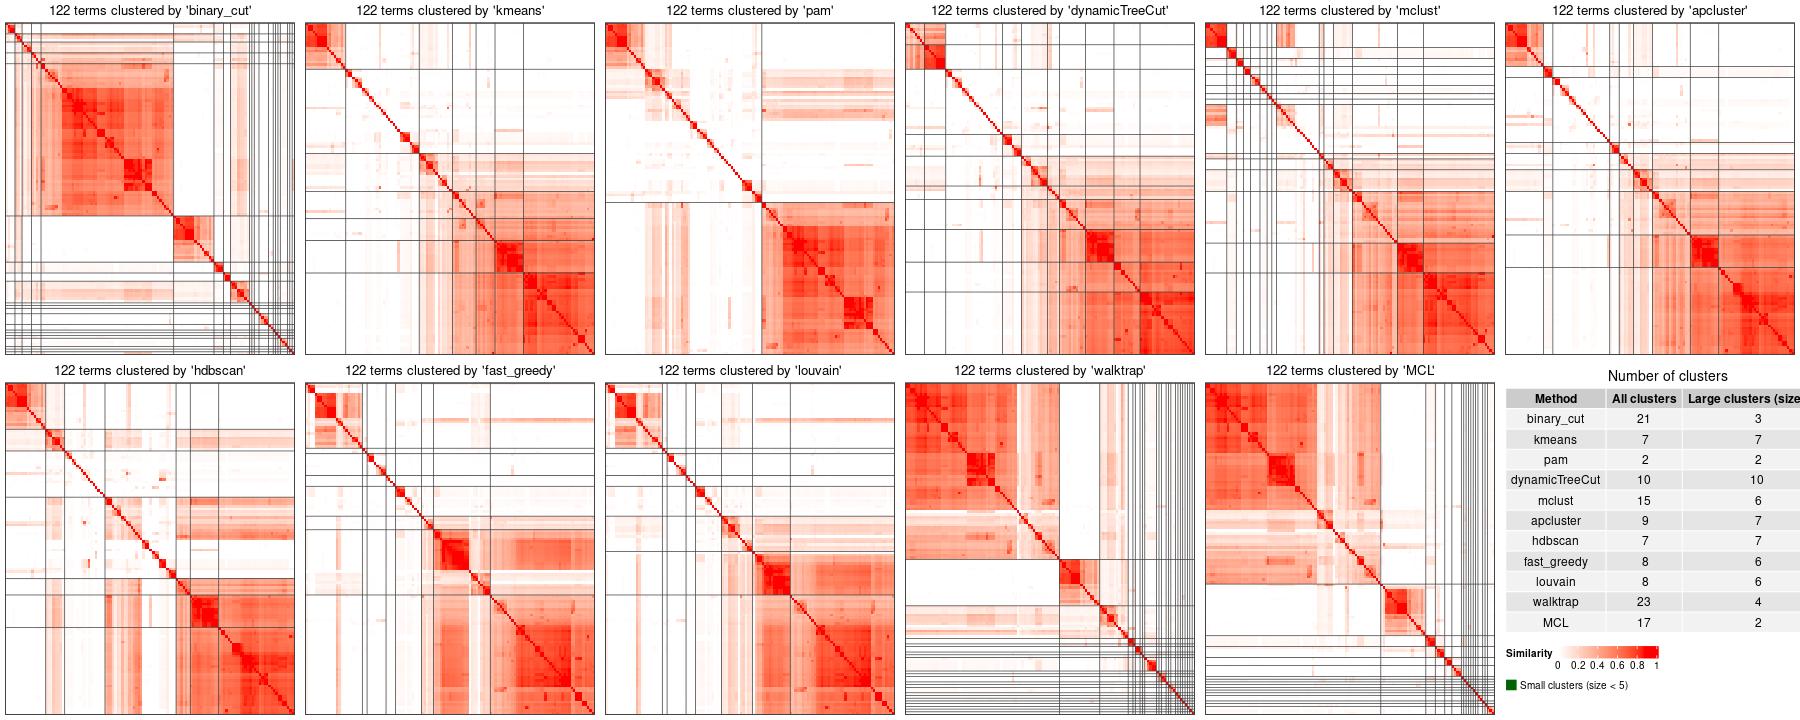 122 terms clustered by 'binary_cut'
122 terms clustered by 'kmeans'
122 terms clustered by 'pam'
122 terms clustered by 'dynamicTreeCut'
122 terms clustered by 'mclust'
122 terms clustered by 'apcluster'
122 terms clustered by 'hdbscan'
122 terms clustered by 'fast_greedy'
122 terms clustered by 'louvain'
122 terms clustered by 'walktrap'
122 terms clustered by 'MCL'
Number of clusters
Method All clusters Large clusters (size
binary_cut 21 3
kmeans 7 7
pam 2 2
dynamicTreeCut 10 10
mclust 15 6
apcluster 9 7
hdbscan 7 7
fast_greedy 8 6
louvain 8 6
walktrap 23 4
MCL 17 2
Similarity
0 0.2 0.4 0.6 0.8 1
Small clusters (size < 5)